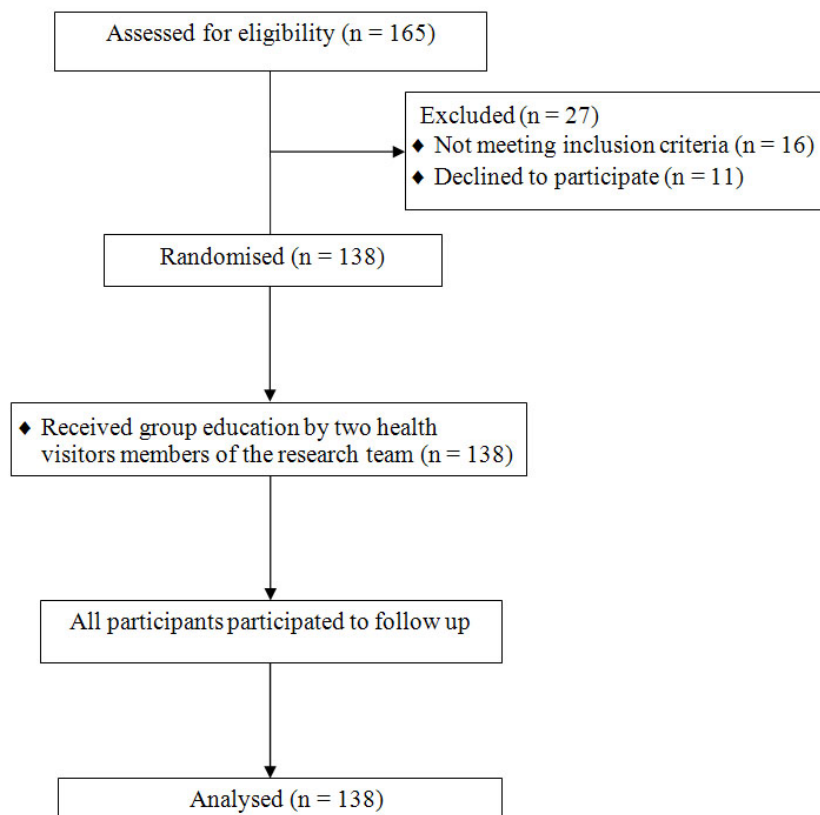 Assessed for eligibility (n = 165)
Excluded (n = 27)
♦ Not meeting inclusion criteria (n = 16)
♦ Declined to participate (n = 11)
Randomised (n = 138)
♦ Received group education by two health
visitors members of the research team (n = 138)
All participants participated to follow up
Analysed (n = 138)